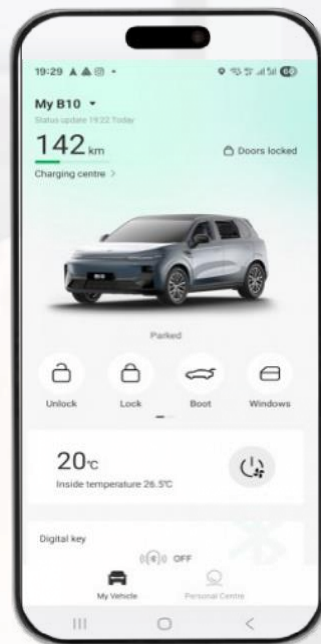 19:29
My B10
Status update 19:22 Today
142 km
Doors locked
Charging centre >
Parked
Unlock
Lock
Boot
Windows
20℃
Inside temperature 26.5℃
Digital key
OFF
My Vehicle
Personal Centre